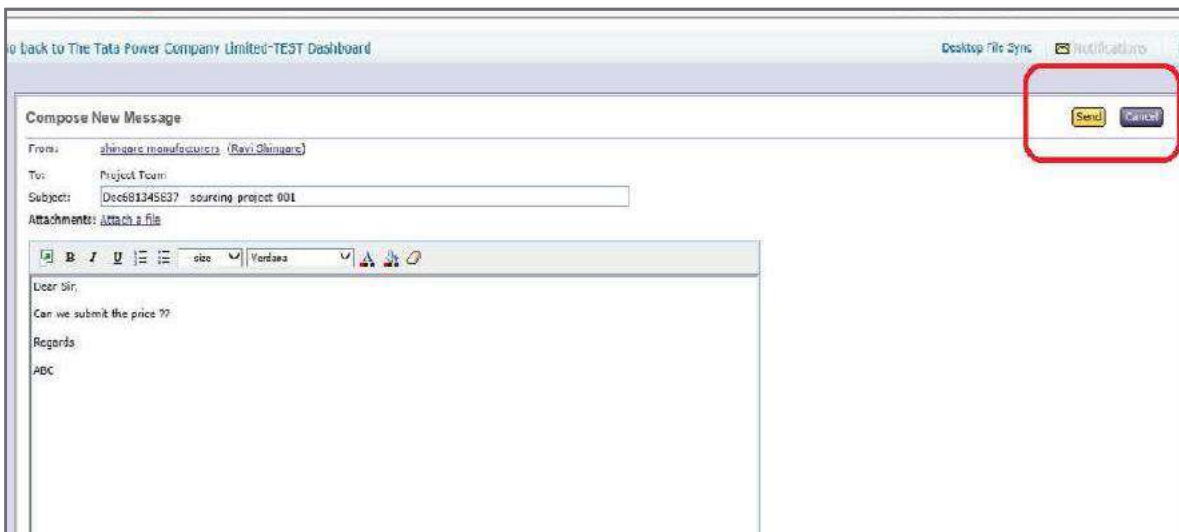 o back to The Tata Power Company Limited-TEST Dashboard Desktop File Sync Notifications
Compose New Message Send Cancel
From: shingare manufacturers (Ravi Shingare)
To: Project Team
Subject: Doc681345837 sourcing project 001
Attachments: Attach a file
B I U size Verdana A
Dear Sir,
Can we submit the price ??
Regards
ABC